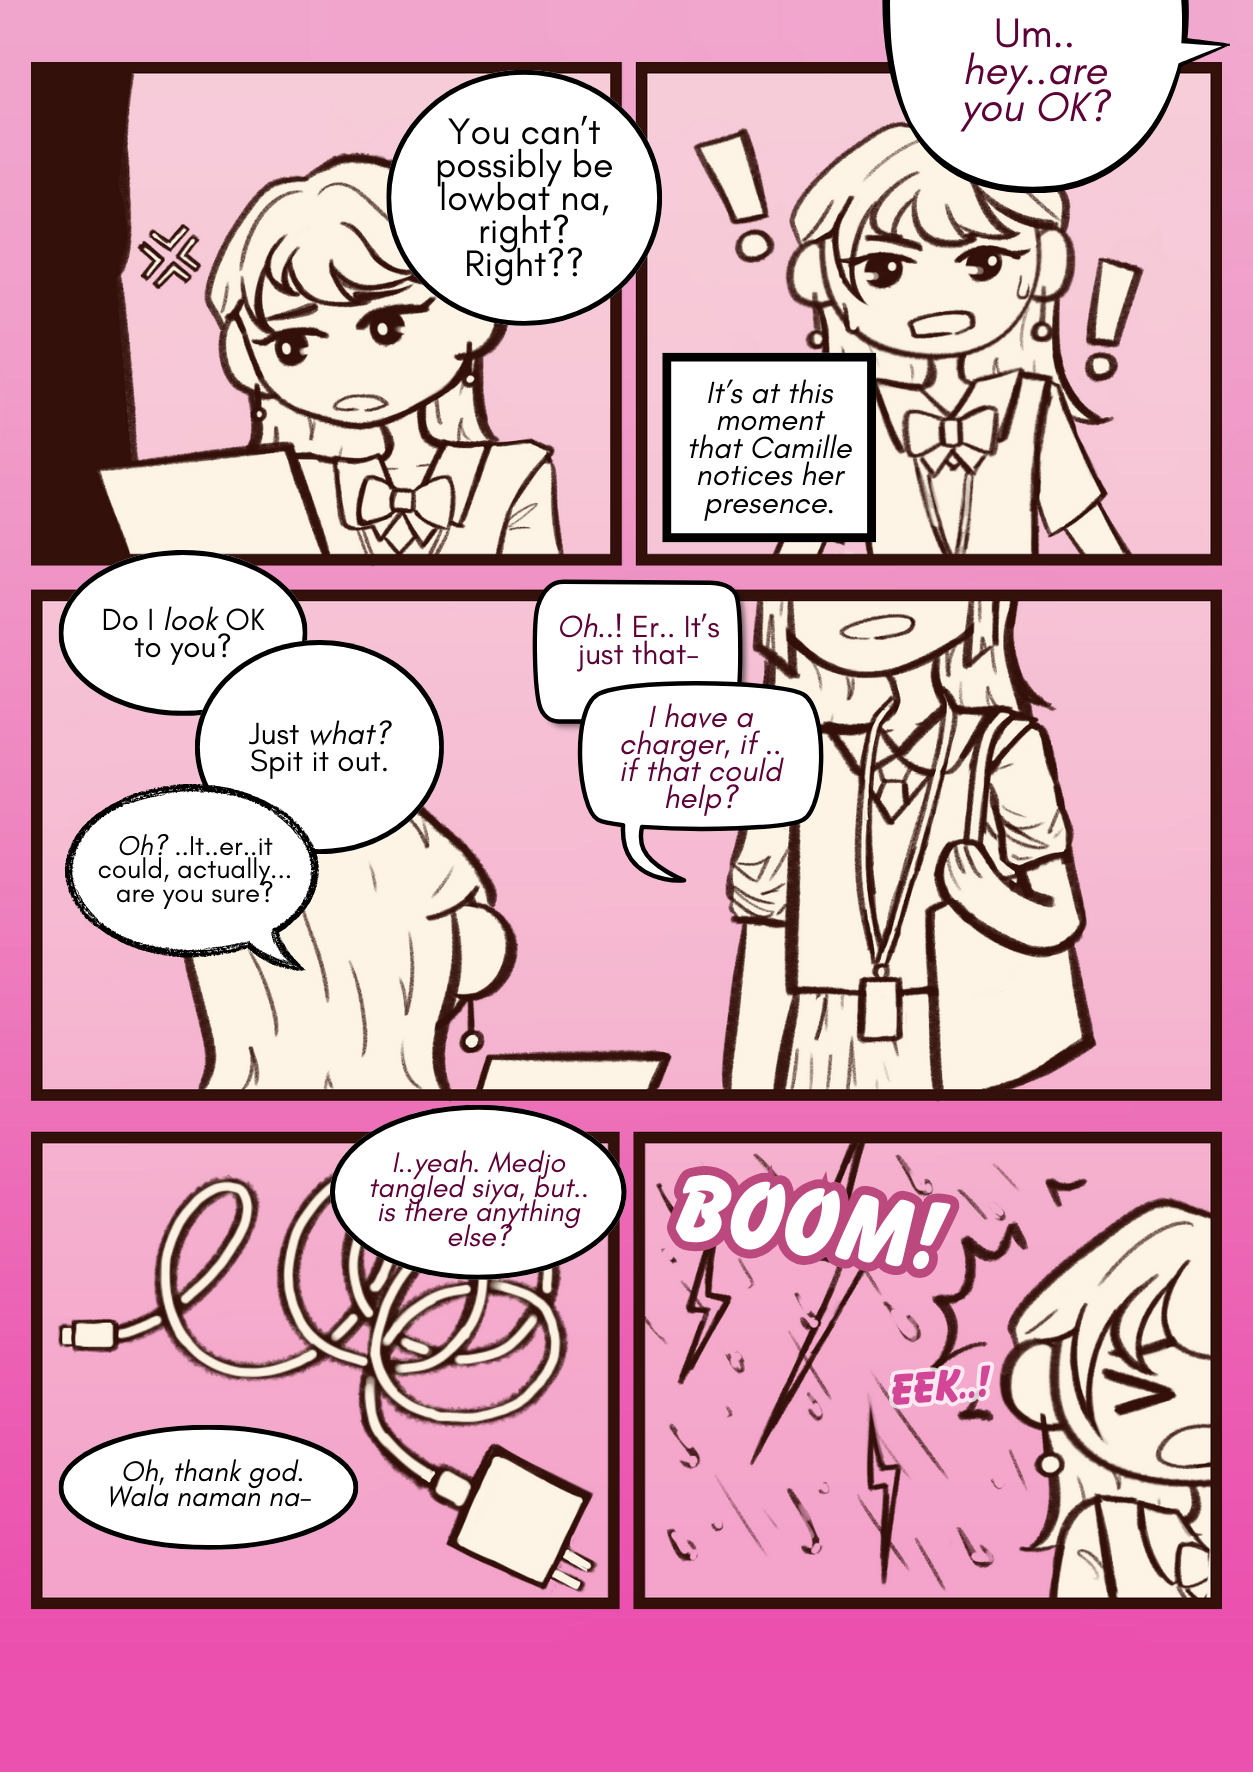 You can't
possibly be
lowbat na,
right?
Right??
Um..
hey..are
you OK?
It's at this
moment
that Camille
notices her
presence.
Do I look OK
to you?
Oh..! Er.. It's
just that-
Just what?
Spit it out.
I have a
charger, if ..
if that could
help?
Oh? ..It..er..it
could, actually...
are you sure?
I..yeah. Medjo
tangled siya, but..
is there anything
else?
Oh, thank god.
Wala naman na-
BOOM!
EEK..!